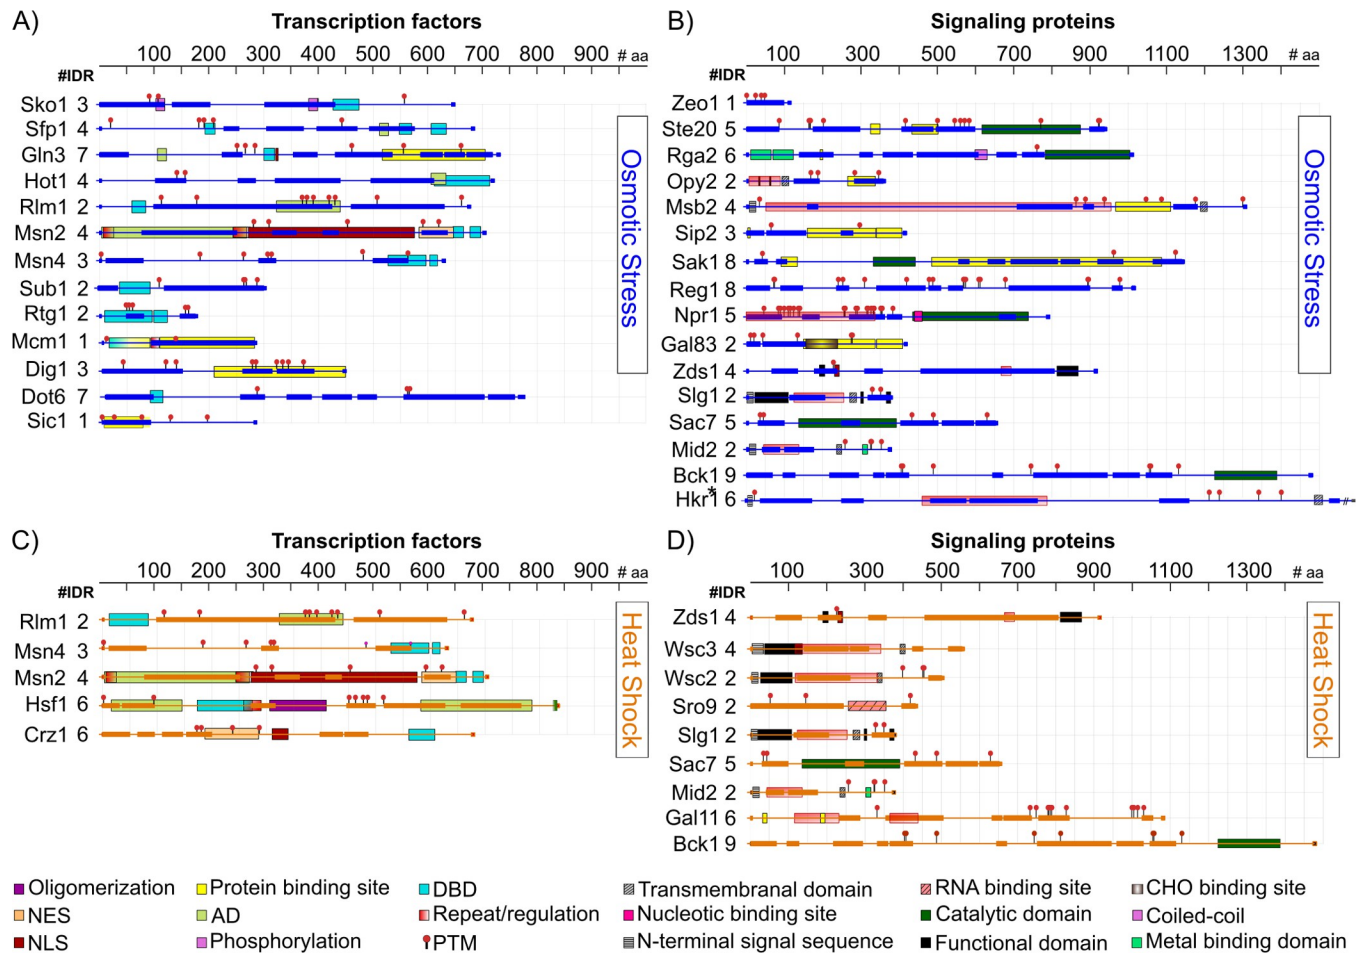 A) Transcription factors
100 200 300 400 500 600 700 800 900 # aa
#IDR
Sko1 3
Sfp1 4
Gln3 7
Hot1 4
Rlm1 2
Msn2 4
Msn4 3
Sub1 2
Rtg1 2
Mcm1 1
Dig1 3
Dot6 7
Sic1 1
Osmotic Stress
B) Signaling proteins
100 300 500 700 900 1100 1300 # aa
#IDR
Zeo1 1
Ste20 5
Rga2 6
Opy2 2
Msb2 4
Sip2 3
Sak1 8
Reg1 8
Npr1 5
Gal83 2
Zds1 4
Slg1 2
Sac7 5
Mid2 2
Bck1 9
Hkr1* 6
Osmotic Stress
C) Transcription factors
100 200 300 400 500 600 700 800 900 # aa
#IDR
Rlm1 2
Msn4 3
Msn2 4
Hsf1 6
Crz1 6
Heat Shock
D) Signaling proteins
100 300 500 700 900 1100 1300 # aa
#IDR
Zds1 4
Wsc3 4
Wsc2 2
Sro9 2
Slg1 2
Sac7 5
Mid2 2
Gal11 6
Bck1 9
Heat Shock
Oligomerization Protein binding site DBD Transmembranal domain RNA binding site CHO binding site
NES AD Repeat/regulation Nucleotic binding site Catalytic domain Coiled-coil
NLS Phosphorylation PTM N-terminal signal sequence Functional domain Metal binding domain